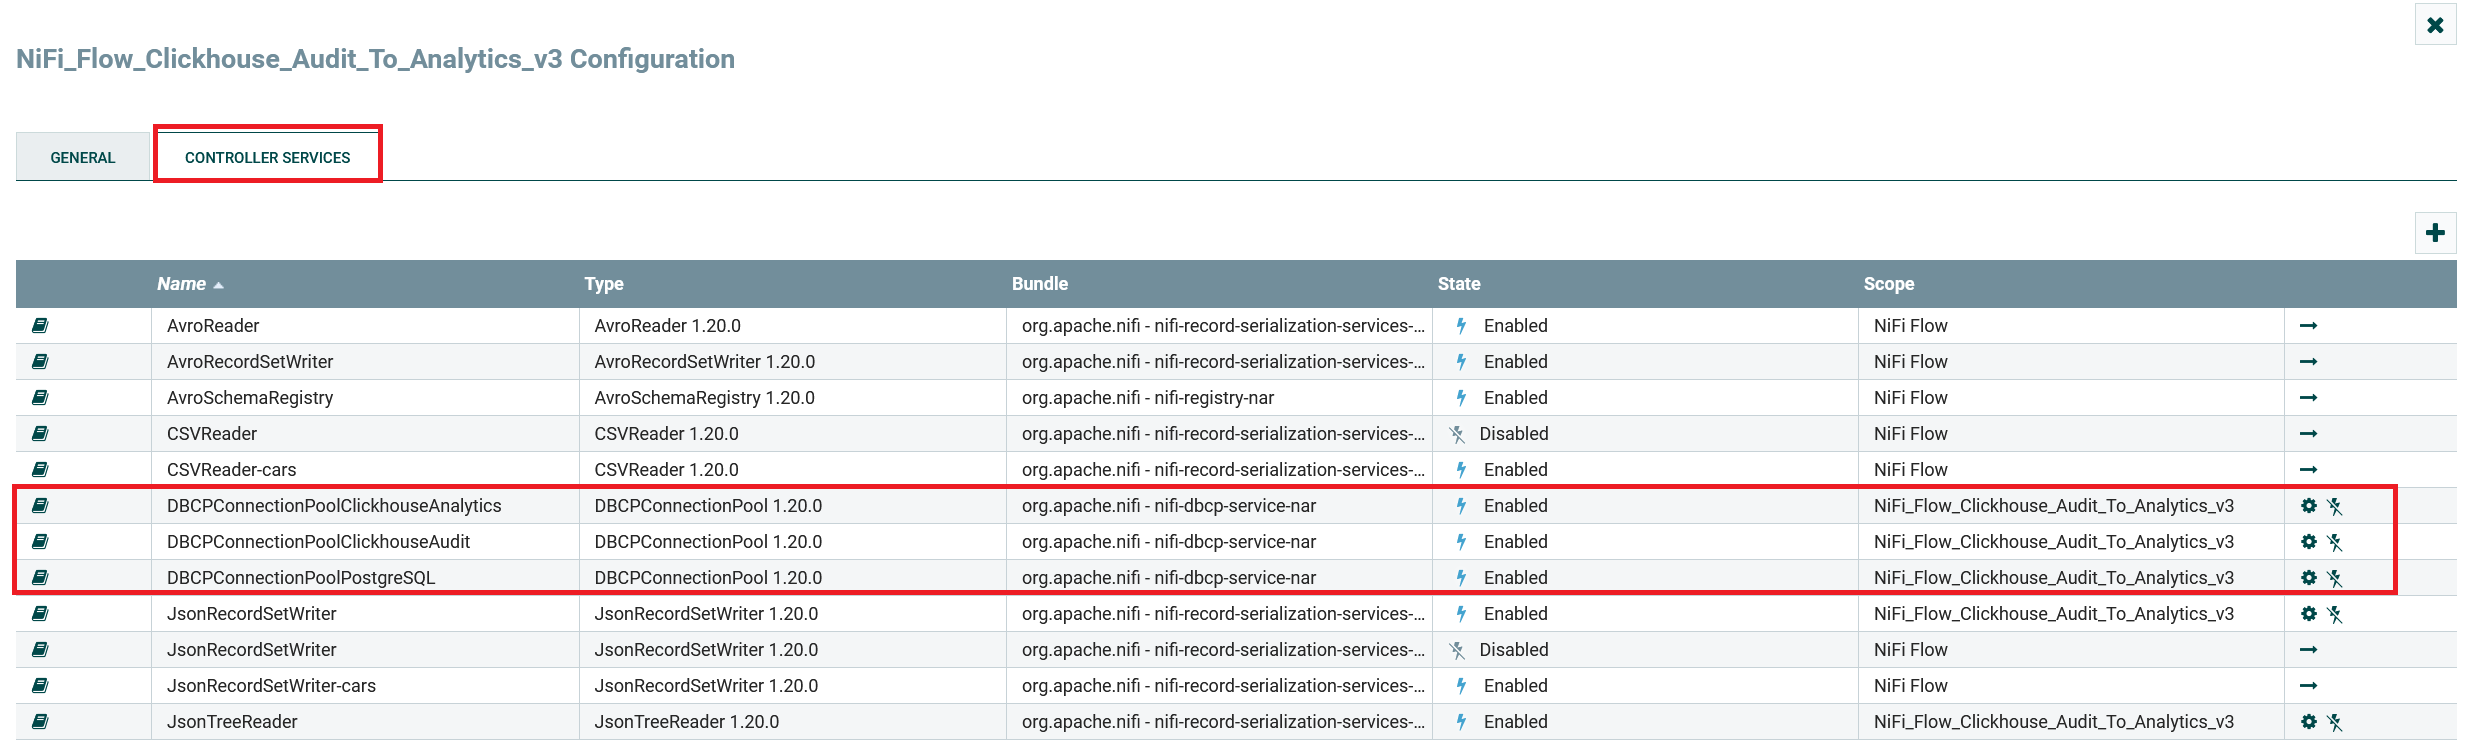 NiFi_Flow_Clickhouse_Audit_To_Analytics_v3 Configuration
GENERAL CONTROLLER SERVICES
Name Type Bundle State Scope
AvroReader AvroReader 1.20.0 org.apache.nifi - nifi-record-serialization-services-... Enabled NiFi Flow
AvroRecordSetWriter AvroRecordSetWriter 1.20.0 org.apache.nifi - nifi-record-serialization-services-... Enabled NiFi Flow
AvroSchemaRegistry AvroSchemaRegistry 1.20.0 org.apache.nifi - nifi-registry-nar Enabled NiFi Flow
CSVReader CSVReader 1.20.0 org.apache.nifi - nifi-record-serialization-services-... Disabled NiFi Flow
CSVReader-cars CSVReader 1.20.0 org.apache.nifi - nifi-record-serialization-services-... Enabled NiFi Flow
DBCPConnectionPoolClickhouseAnalytics DBCPConnectionPool 1.20.0 org.apache.nifi - nifi-dbcp-service-nar Enabled NiFi_Flow_Clickhouse_Audit_To_Analytics_v3
DBCPConnectionPoolClickhouseAudit DBCPConnectionPool 1.20.0 org.apache.nifi - nifi-dbcp-service-nar Enabled NiFi_Flow_Clickhouse_Audit_To_Analytics_v3
DBCPConnectionPoolPostgreSQL DBCPConnectionPool 1.20.0 org.apache.nifi - nifi-dbcp-service-nar Enabled NiFi_Flow_Clickhouse_Audit_To_Analytics_v3
JsonRecordSetWriter JsonRecordSetWriter 1.20.0 org.apache.nifi - nifi-record-serialization-services-... Enabled NiFi_Flow_Clickhouse_Audit_To_Analytics_v3
JsonRecordSetWriter JsonRecordSetWriter 1.20.0 org.apache.nifi - nifi-record-serialization-services-... Disabled NiFi Flow
JsonRecordSetWriter-cars JsonRecordSetWriter 1.20.0 org.apache.nifi - nifi-record-serialization-services-... Enabled NiFi Flow
JsonTreeReader JsonTreeReader 1.20.0 org.apache.nifi - nifi-record-serialization-services-... Enabled NiFi_Flow_Clickhouse_Audit_To_Analytics_v3